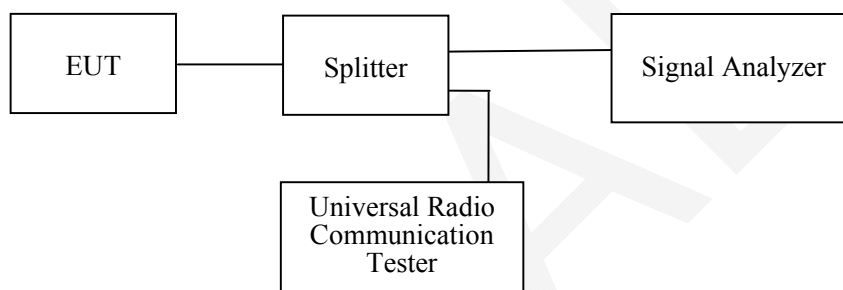 EUT
Splitter
Signal Analyzer
Universal Radio
Communication
Tester